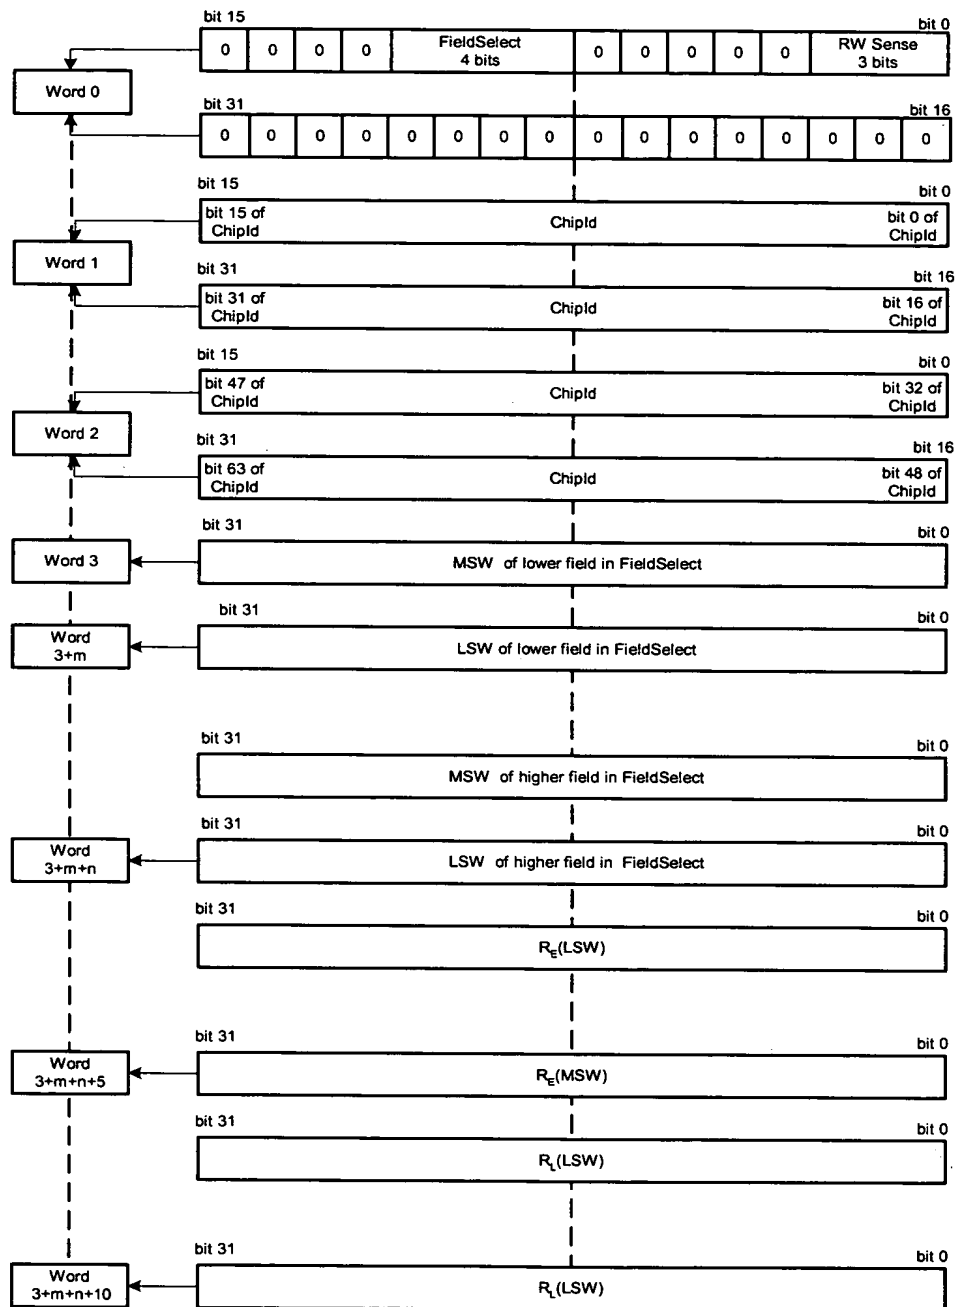 bit 15
bit 0
0 0 0 0 FieldSelect 0 0 0 0 0 RW Sense
4 bits 3 bits
Word 0
bit 31
bit 16
0 0 0 0 0 0 0 0 0 0 0 0 0 0 0 0
bit 15
bit 0
bit 15 of ChipId bit 0 of
ChipId ChipId
Word 1
bit 31
bit 16
bit 31 of ChipId bit 16 of
ChipId ChipId
bit 15
bit 0
bit 47 of ChipId bit 32 of
ChipId ChipId
Word 2
bit 31
bit 16
bit 63 of ChipId bit 48 of
ChipId ChipId
bit 31
bit 0
Word 3
MSW of lower field in FieldSelect
bit 31
bit 0
Word
3+m
LSW of lower field in FieldSelect
bit 31
bit 0
MSW of higher field in FieldSelect
bit 31
bit 0
Word
3+m+n
LSW of higher field in FieldSelect
bit 31
bit 0
RE(LSW)
bit 31
bit 0
Word
3+m+n+5
RE(MSW)
bit 31
bit 0
RL(LSW)
bit 31
bit 0
Word
3+m+n+10
RL(LSW)